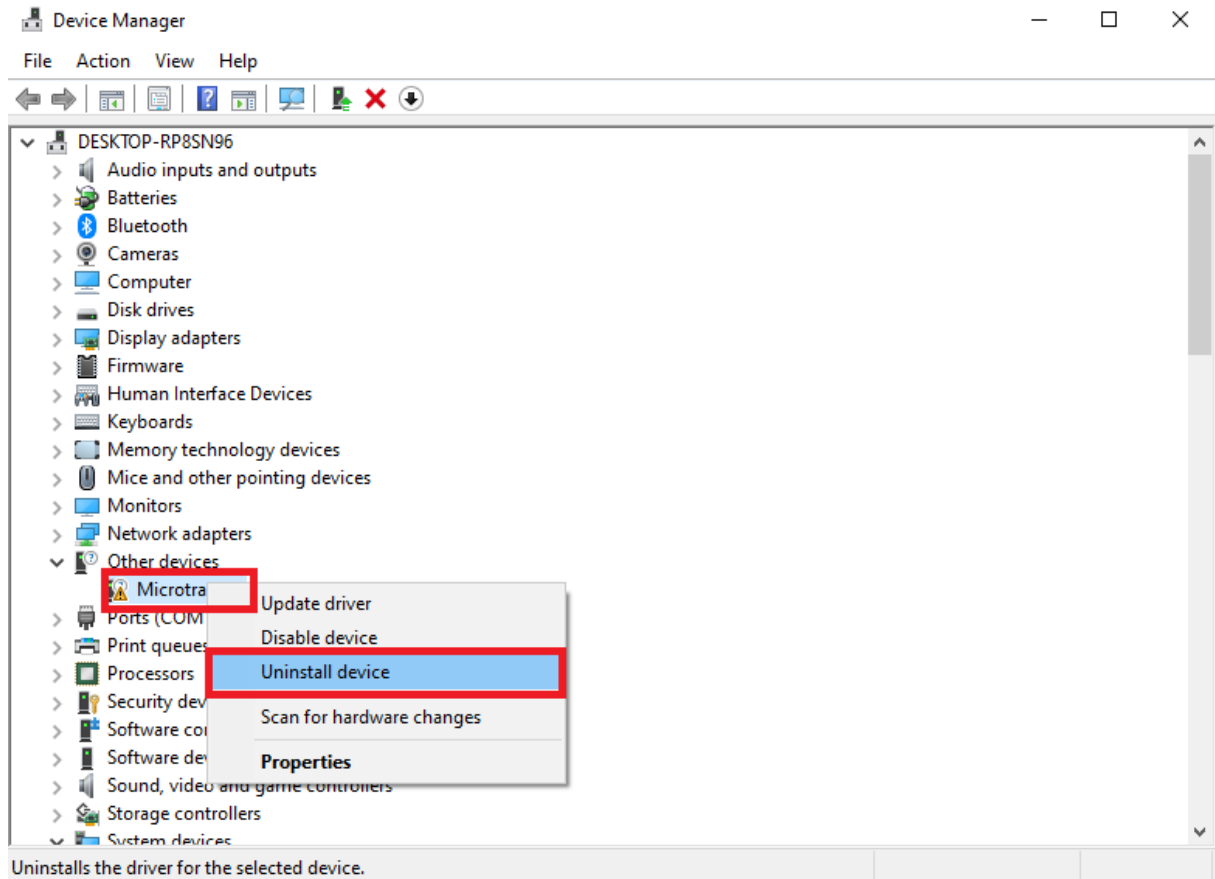 Device Manager
File Action View Help
DESKTOP-RP8SN96
Audio inputs and outputs
Batteries
Bluetooth
Cameras
Computer
Disk drives
Display adapters
Firmware
Human Interface Devices
Keyboards
Memory technology devices
Mice and other pointing devices
Monitors
Network adapters
Other devices
Microtra
Ports (COM
Print queues
Processors
Security dev
Software co
Software de
Sound, video and game controllers
Storage controllers
System devices
Update driver
Disable device
Uninstall device
Scan for hardware changes
Properties
Uninstalls the driver for the selected device.